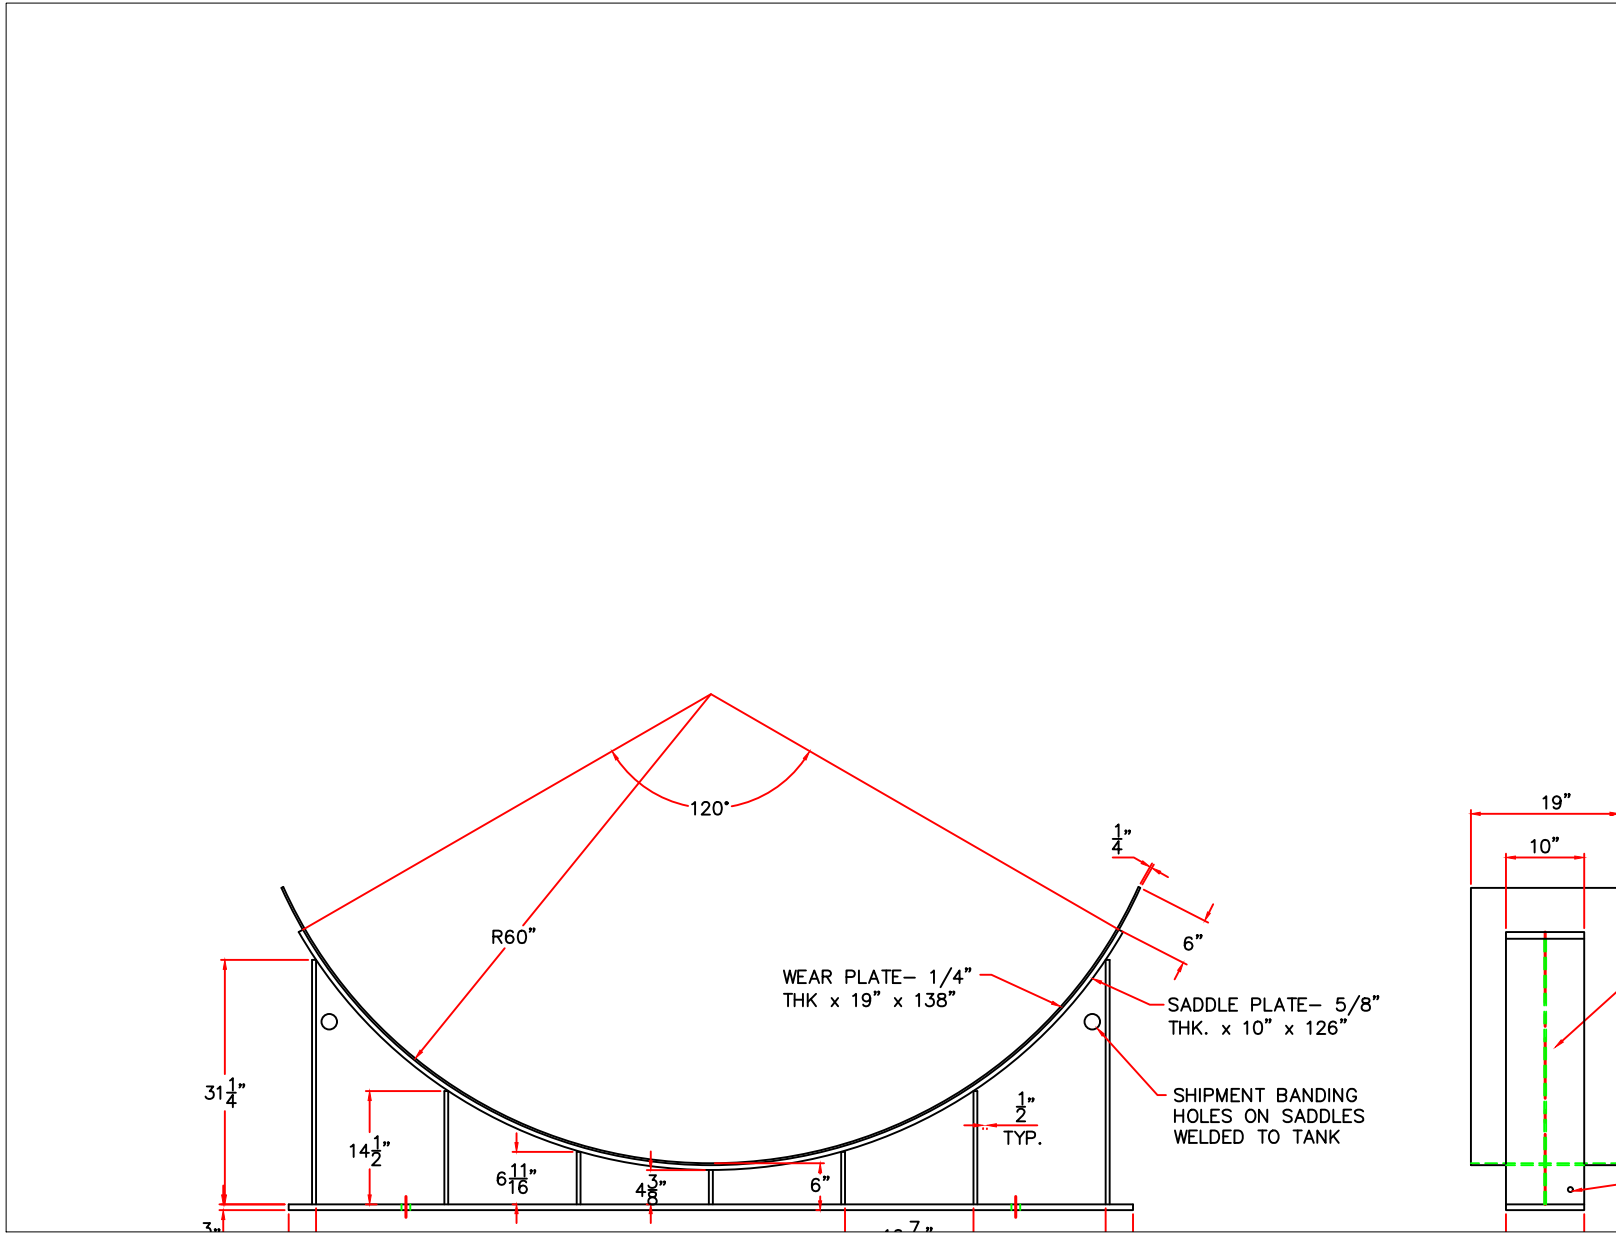 120°
19"
1/4"
10"
R60"
6"
WEAR PLATE- 1/4"
THK x 19" x 138"
SADDLE PLATE- 5/8"
THK. x 10" x 126"
31 1/4"
SHIPMENT BANDING
HOLES ON SADDLES
WELDED TO TANK
1/2"
TYP.
14 1/2"
6 11/16"
4 3/8"
6"